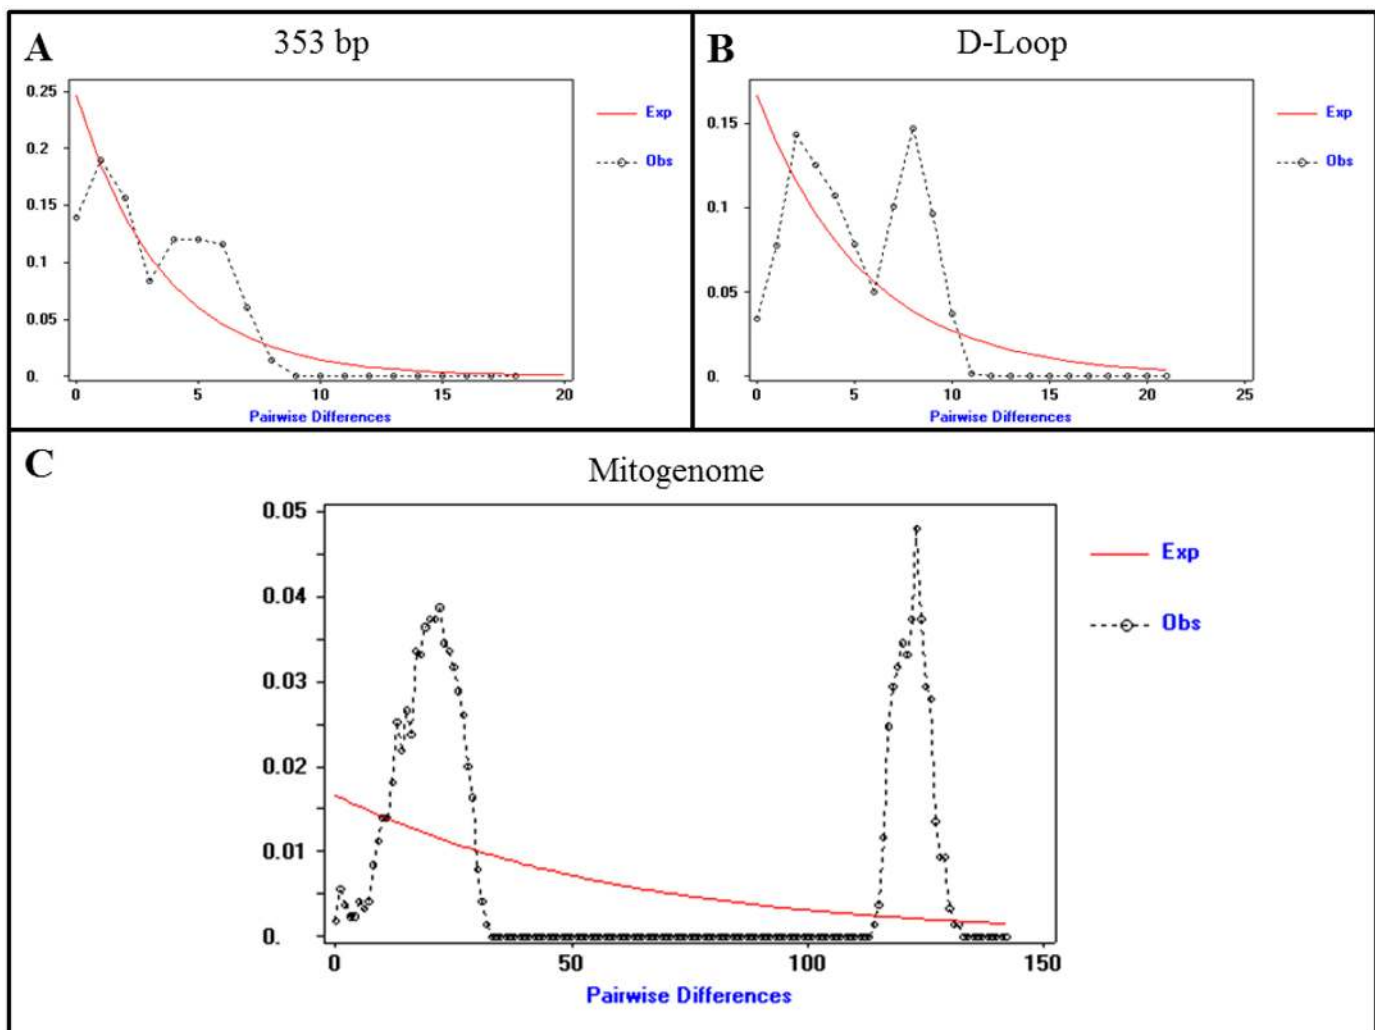 A
353 bp
0.25
0.2
0.15
0.1
0.05
0.
0 5 10 15 20
Pairwise Differences
Exp
Obs
B
D-Loop
0.15
0.1
0.05
0.
0 5 10 15 20 25
Pairwise Differences
Exp
Obs
C
Mitogenome
0.05
0.04
0.03
0.02
0.01
0.
0 50 100 150
Pairwise Differences
Exp
Obs